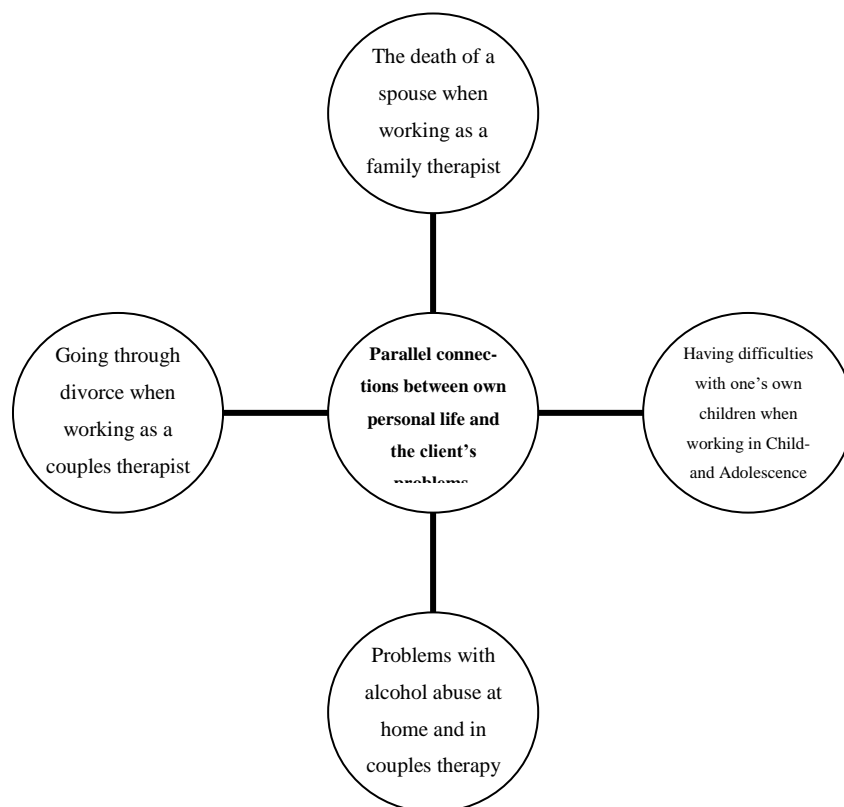 The death of a
spouse when
working as a
family therapist
Going through
divorce when
working as a
couples therapist
Parallel connec-
tions between own
personal life and
the client's
problems
Having difficulties
with one's own
children when
working in Child-
and Adolescence
Problems with
alcohol abuse at
home and in
couples therapy